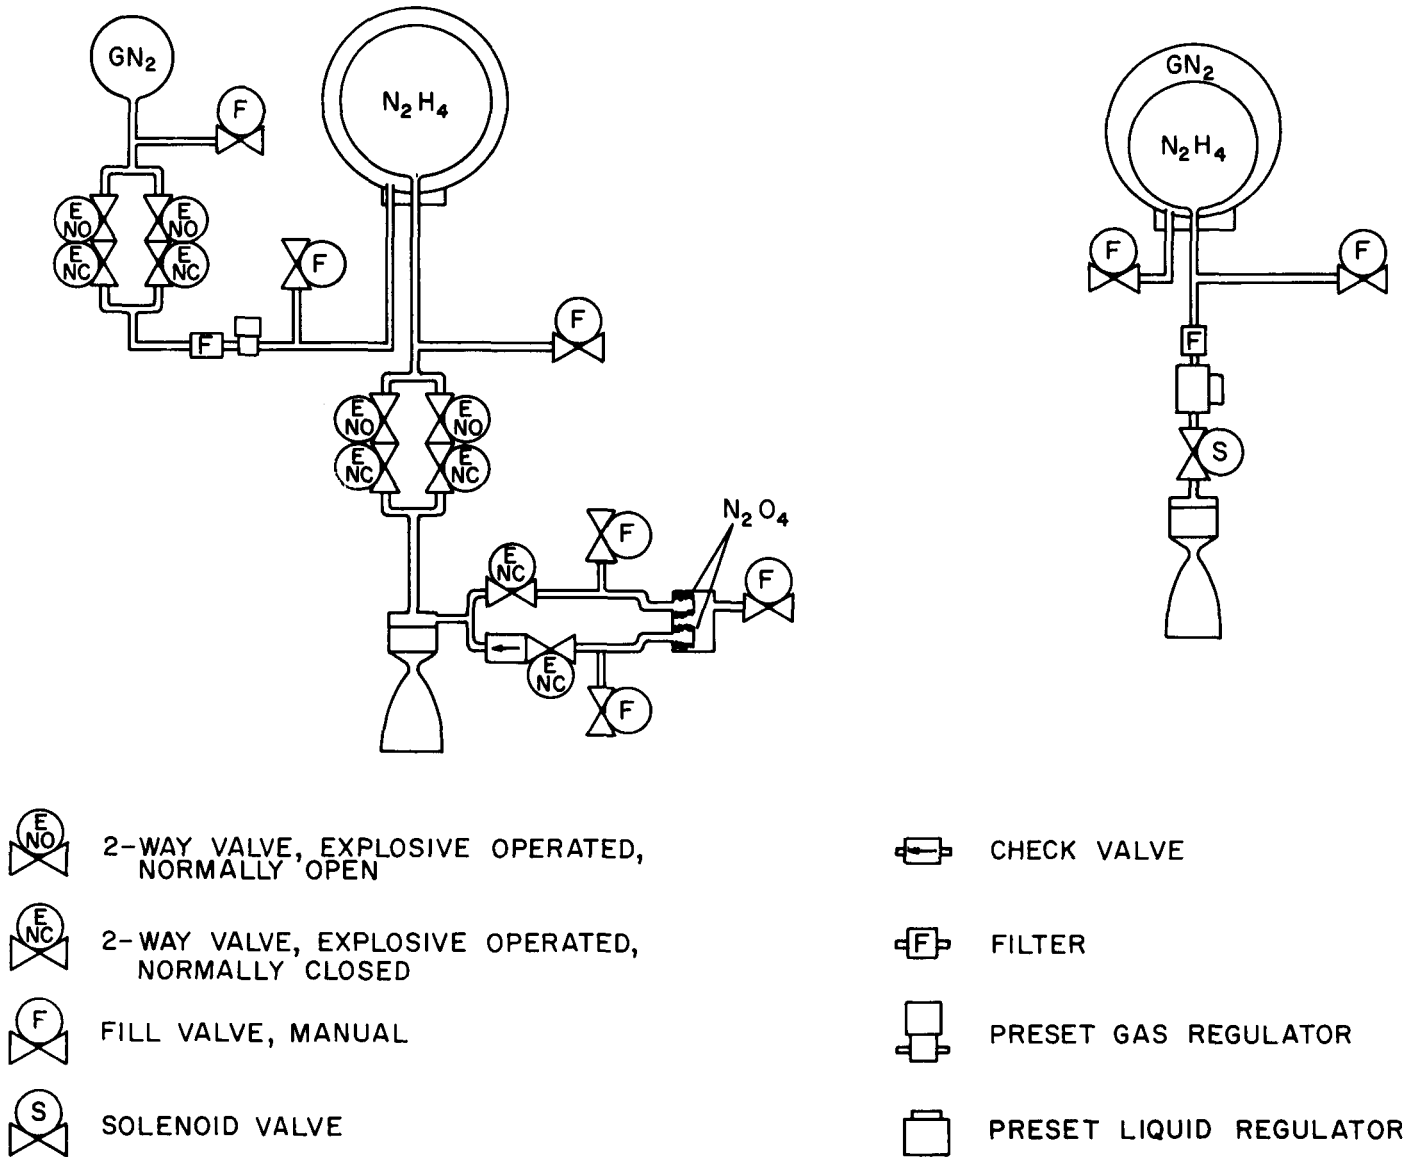 GN2
F
N2H4
E
NO
E
NO
E
NC
E
NC
F
F
F
E
NO
E
NO
E
NC
E
NC
N2O4
F
E
NC
F
E
NC
F
GN2
N2H4
F
F
F
S
E
NO
2-WAY VALVE, EXPLOSIVE OPERATED,
NORMALLY OPEN
E
NC
2-WAY VALVE, EXPLOSIVE OPERATED,
NORMALLY CLOSED
F
FILL VALVE, MANUAL
S
SOLENOID VALVE
CHECK VALVE
F
FILTER
PRESET GAS REGULATOR
PRESET LIQUID REGULATOR